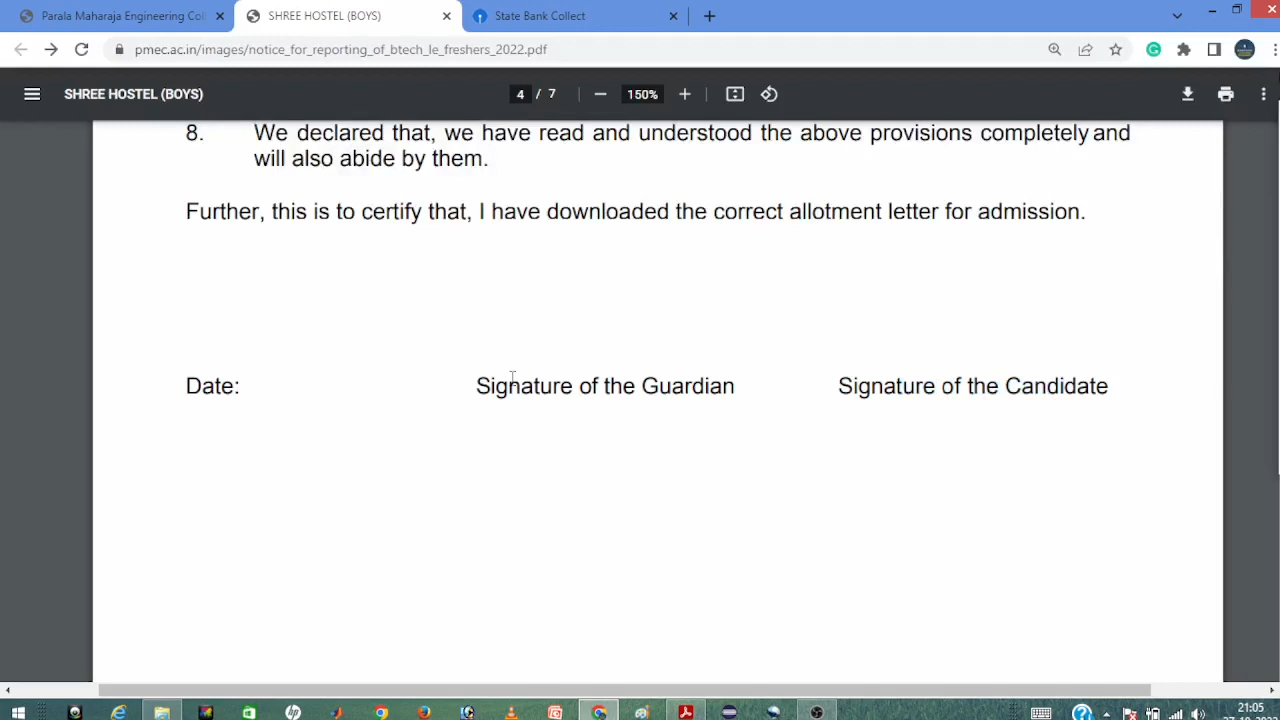 Parala Maharaja Engineering Col
SHREE HOSTEL (BOYS)
State Bank Collect
pmec.ac.in/images/notice_for_reporting_of_btech_le_freshers_2022.pdf
SHREE HOSTEL (BOYS)
4 / 7
150%
8. We declared that, we have read and understood the above provisions completely and
will also abide by them.
Further, this is to certify that, I have downloaded the correct allotment letter for admission.
Date: Signature of the Guardian Signature of the Candidate
21:05